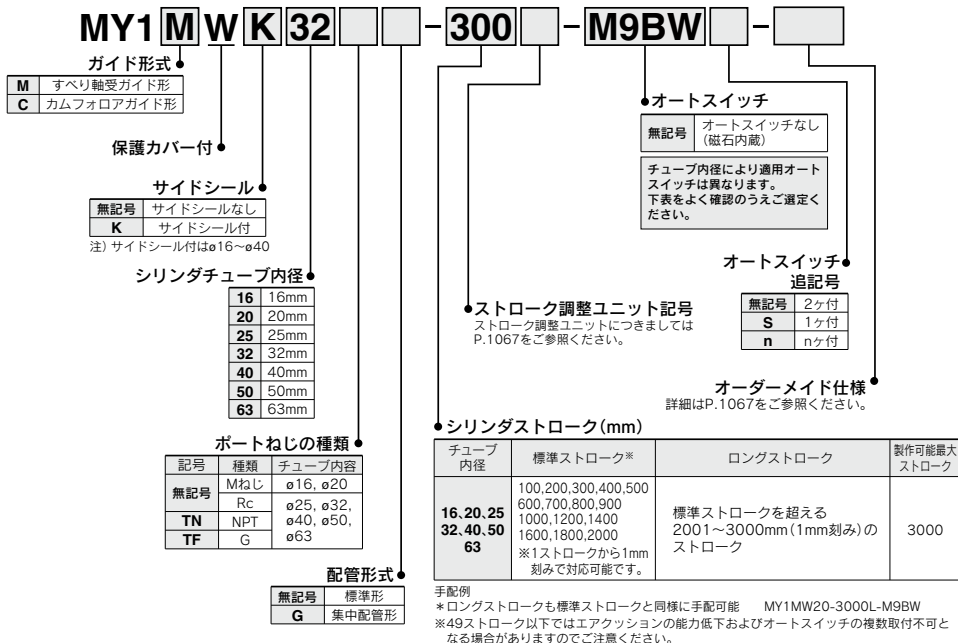 MY1 M W K 32 - 300 - M9BW -
ガイド形式
M すべり軸受ガイド形
C カムフォロアガイド形
保護カバー付
サイドシール
無記号 サイドシールなし
K サイドシール付
注) サイドシール付はø16～ø40
シリンダチューブ内径
16 16mm
20 20mm
25 25mm
32 32mm
40 40mm
50 50mm
63 63mm
ポートねじの種類
記号 種類 チューブ内容
無記号 Mねじ ø16, ø20
Rc ø25, ø32,
TN NPT ø40, ø50,
TF G ø63
配管形式
無記号 標準形
G 集中配管形
ストローク調整ユニット記号
ストローク調整ユニットにつきましては
P.1067をご参照ください。
オートスイッチ
無記号 オートスイッチなし
(磁石内蔵)
チューブ内径により適用オート
スイッチは異なります。
下表をよく確認のうえご選定く
ださい。
オートスイッチ
追記号
無記号 2ヶ付
S 1ヶ付
n nヶ付
オーダーメイド仕様
詳細はP.1067をご参照ください。
シリンダストローク(mm)
チューブ
内径
標準ストローク※
ロングストローク
製作可能最大
ストローク
16、20、25
32、40、50
63
100,200,300,400,500
600,700,800,900
1000,1200,1400
1600,1800,2000
※1ストロークから1mm
刻みで対応可能です。
標準ストロークを超える
2001～3000mm(1mm刻み)の
ストローク
3000
手配例
＊ロングストロークも標準ストロークと同様に手配可能 MY1MW20-3000L-M9BW
※49ストローク以下ではエアクッションの能力低下およびオートスイッチの複数取付不可と
なる場合がありますのでご注意ください。